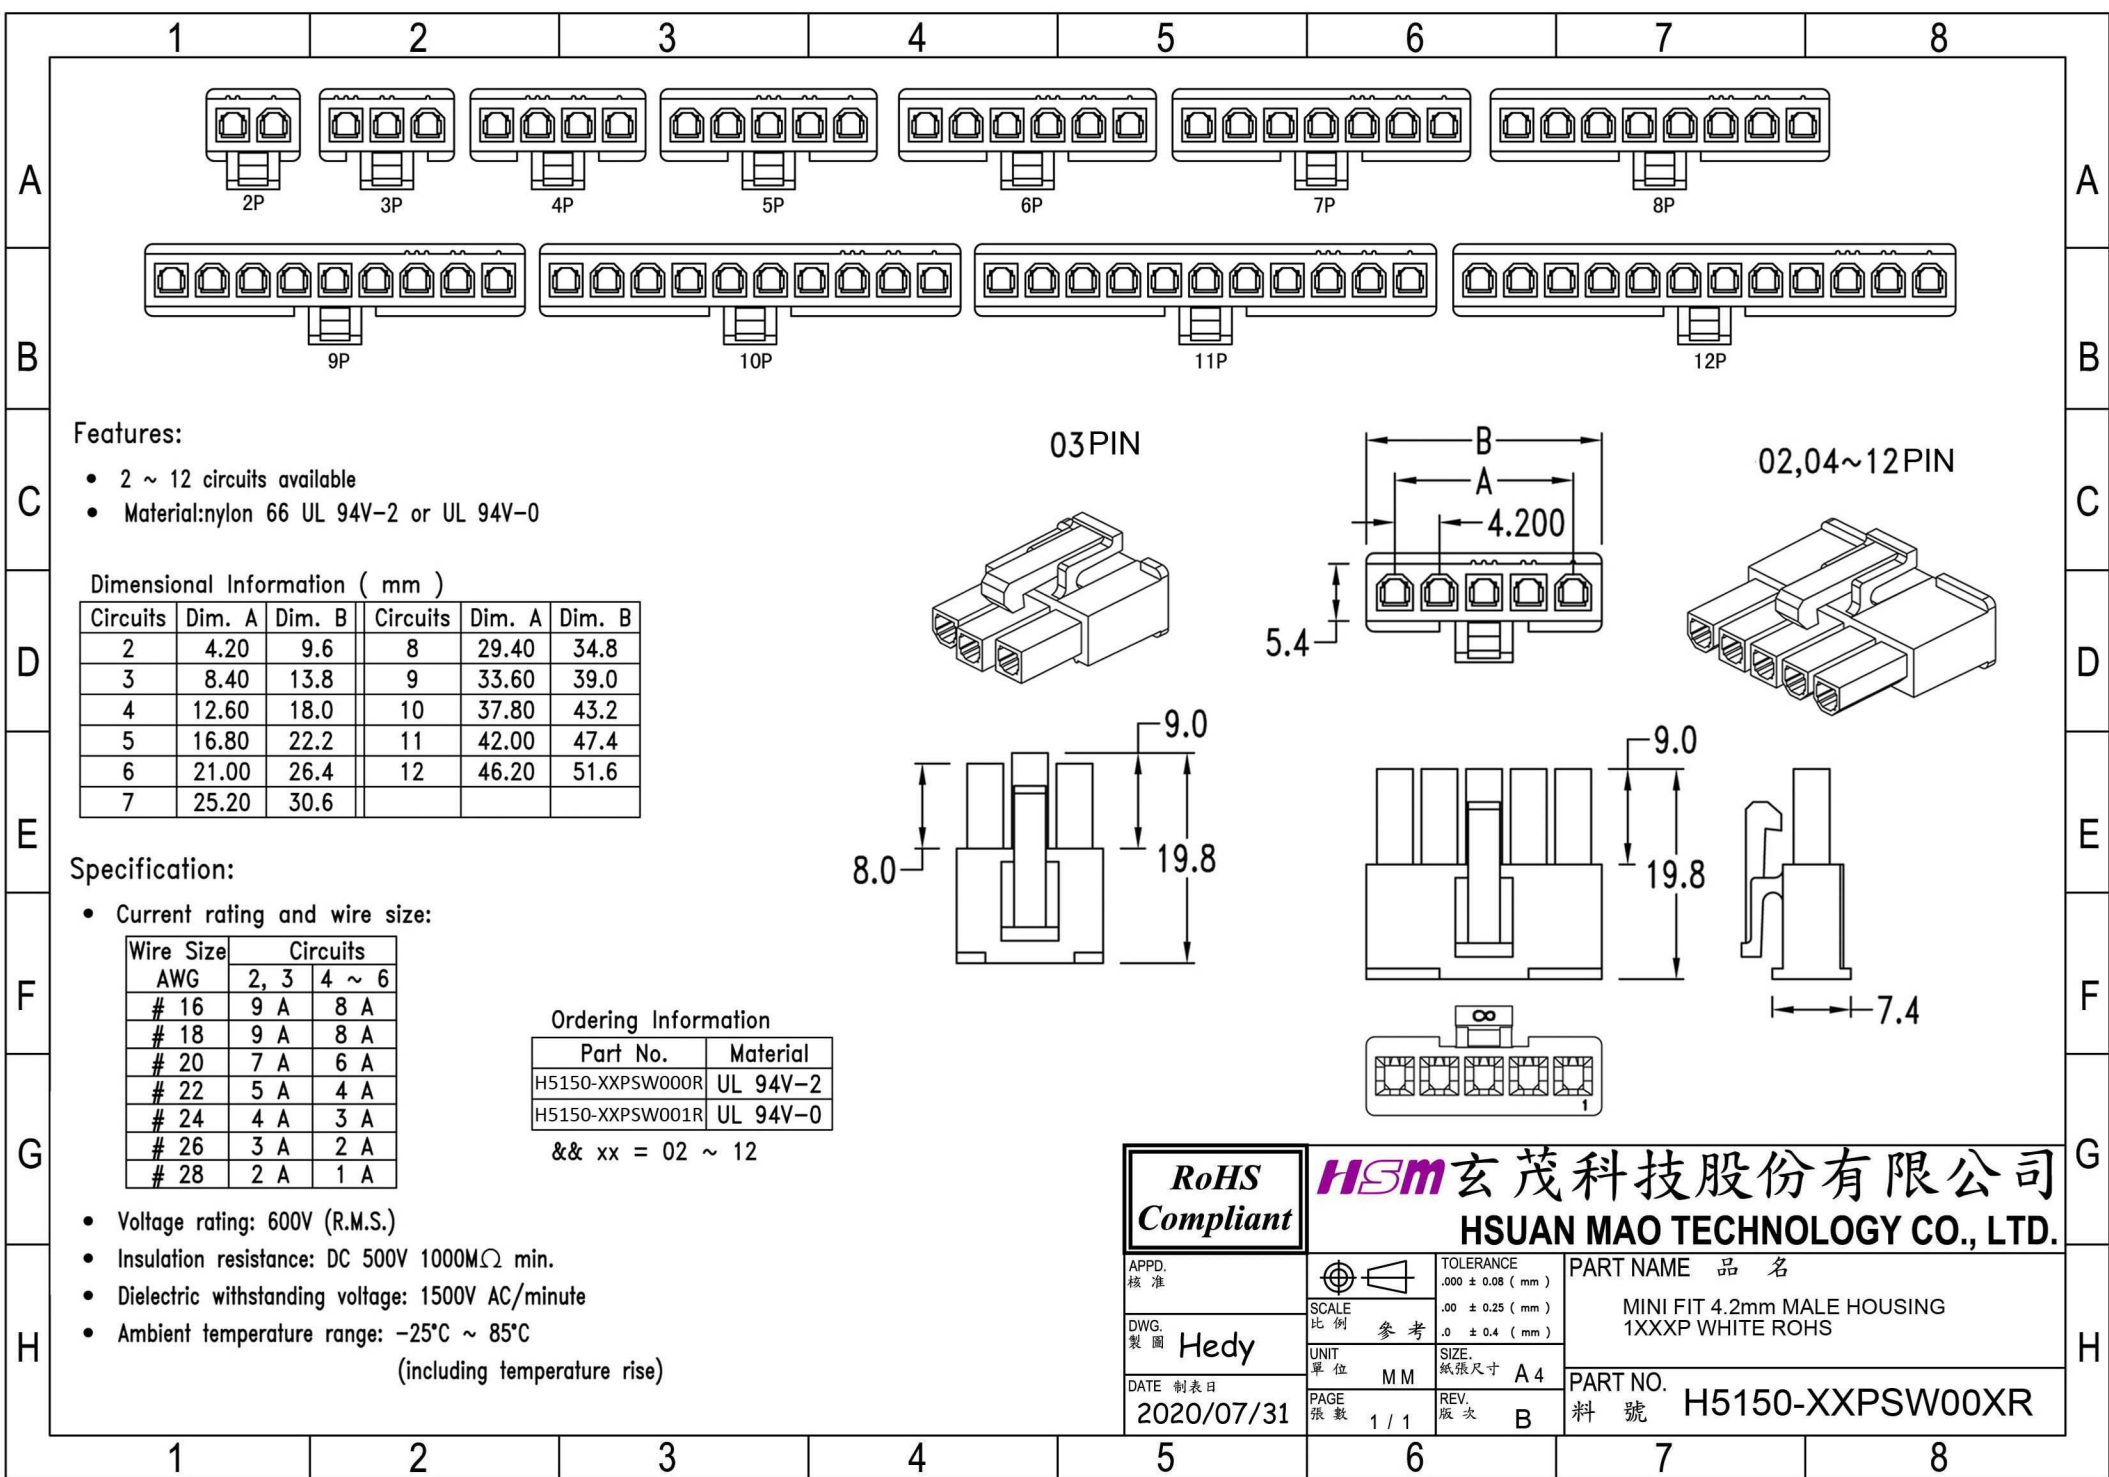 1 2 3 4 5 6 7 8
A A
2P 3P 4P 5P 6P 7P 8P
B B
9P 10P 11P 12P
C C
Features:
• 2 ~ 12 circuits available
• Material:nylon 66 UL 94V-2 or UL 94V-0
03PIN
B
A
4.200
5.4
02,04~12PIN
D D
Dimensional Information ( mm )
Circuits Dim. A Dim. B Circuits Dim. A Dim. B
2 4.20 9.6 8 29.40 34.8
3 8.40 13.8 9 33.60 39.0
4 12.60 18.0 10 37.80 43.2
5 16.80 22.2 11 42.00 47.4
6 21.00 26.4 12 46.20 51.6
7 25.20 30.6
E E
9.0
8.0
19.8
9.0
19.8
7.4
Specification:
• Current rating and wire size:
Wire Size Circuits
AWG 2, 3 4 ~ 6
# 16 9 A 8 A
# 18 9 A 8 A
# 20 7 A 6 A
# 22 5 A 4 A
# 24 4 A 3 A
# 26 3 A 2 A
# 28 2 A 1 A
F F
Ordering Information
Part No. Material
H5150-XXPSW000R UL 94V-2
H5150-XXPSW001R UL 94V-0
&& xx = 02 ~ 12
8
1
G G
• Voltage rating: 600V (R.M.S.)
• Insulation resistance: DC 500V 1000MΩ min.
• Dielectric withstanding voltage: 1500V AC/minute
• Ambient temperature range: -25°C ~ 85°C
(including temperature rise)
H H
RoHS
Compliant
HSM 玄茂科技股份有限公司
HSUAN MAO TECHNOLOGY CO., LTD.
APPD.
核 准
DWG.
製 圖 Hedy
DATE 制表日
2020/07/31
SCALE
比 例 參 考
UNIT
單 位 MM
PAGE
張 數 1 / 1
TOLERANCE
.000 ± 0.08 ( mm )
.00 ± 0.25 ( mm )
.0 ± 0.4 ( mm )
SIZE.
紙張尺寸 A4
REV.
版 次 B
PART NAME 品 名
MINI FIT 4.2mm MALE HOUSING
1XXXP WHITE ROHS
PART NO.
料 號 H5150-XXPSW00XR
1 2 3 4 5 6 7 8